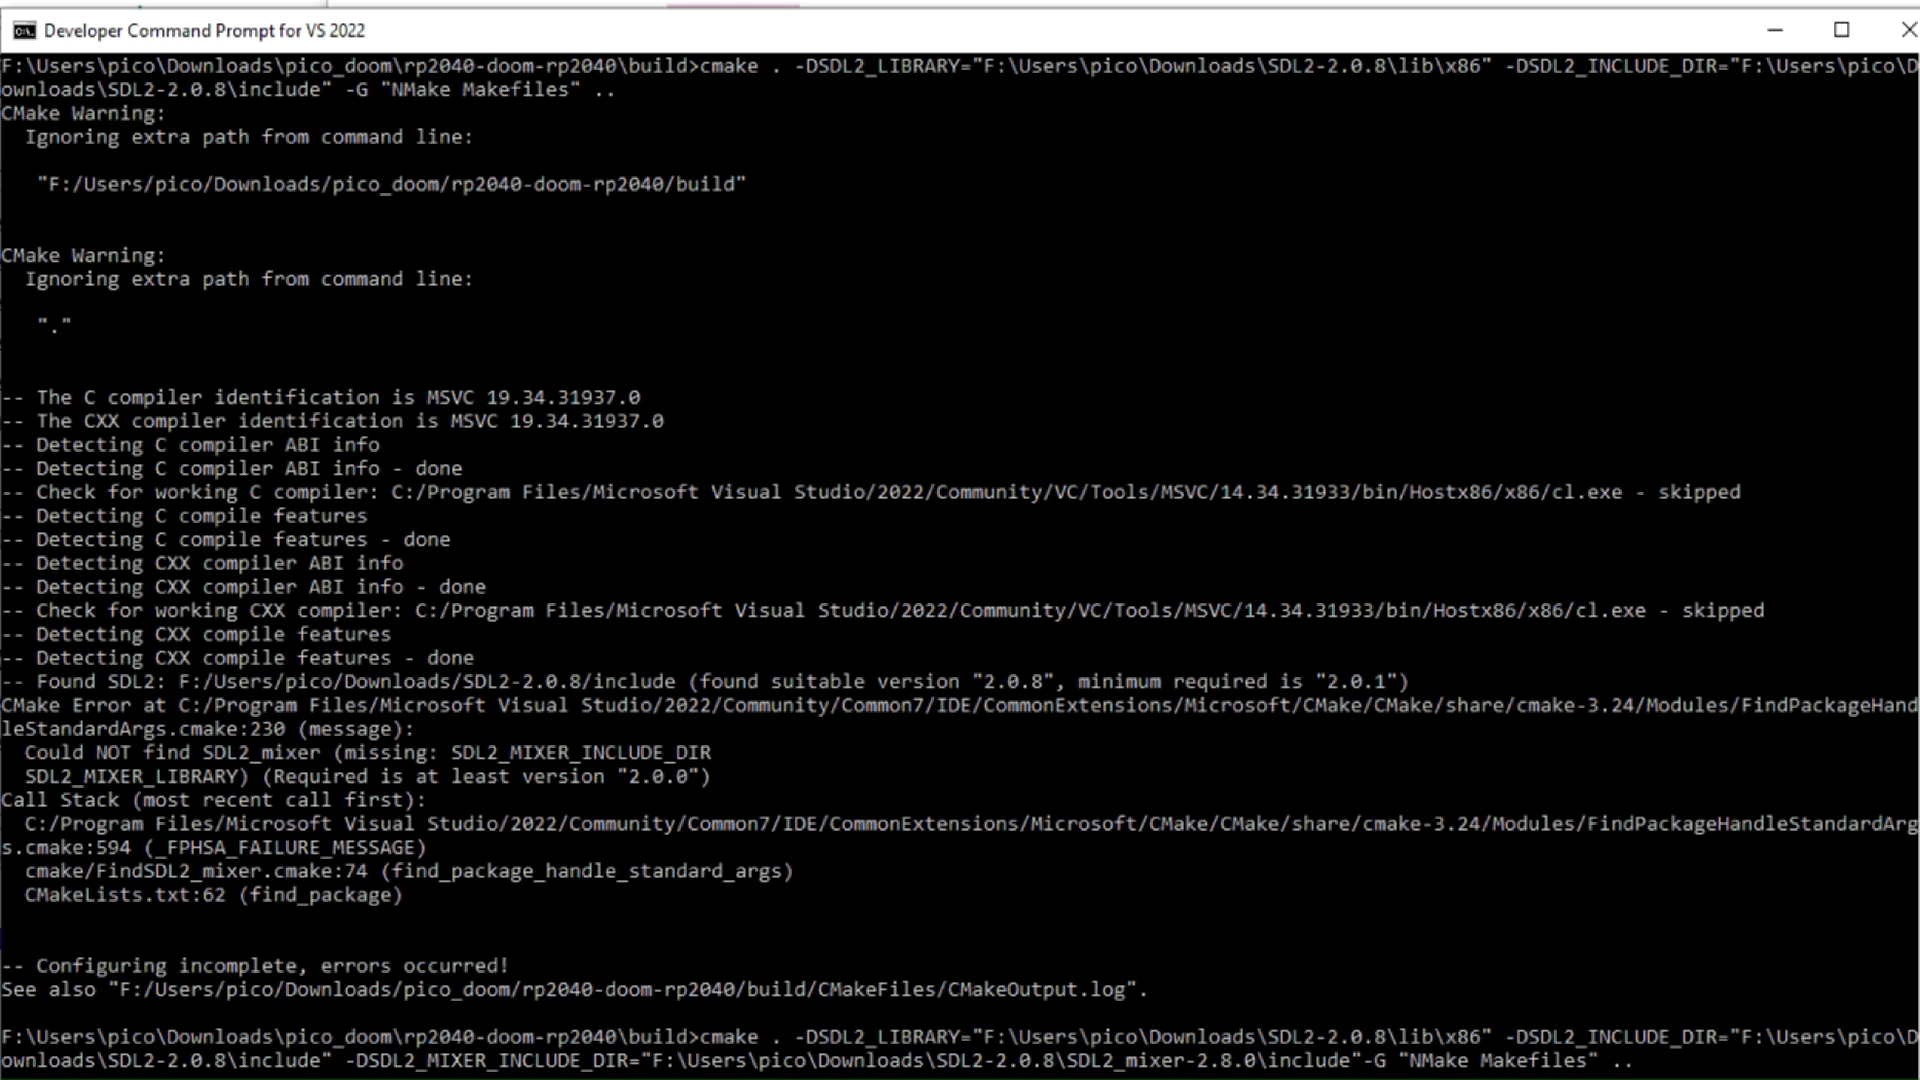 Developer Command Prompt for VS 2022
F:\Users\pico\Downloads\pico_doom\rp2040-doom-rp2040\build>cmake . -DSDL2_LIBRARY="F:\Users\pico\Downloads\SDL2-2.0.8\lib\x86" -DSDL2_INCLUDE_DIR="F:\Users\pico\D
ownloads\SDL2-2.0.8\include" -G "NMake Makefiles" ..
CMake Warning:
  Ignoring extra path from command line:
   "F:/Users/pico/Downloads/pico_doom/rp2040-doom-rp2040/build"
CMake Warning:
  Ignoring extra path from command line:
   "."
-- The C compiler identification is MSVC 19.34.31937.0
-- The CXX compiler identification is MSVC 19.34.31937.0
-- Detecting C compiler ABI info
-- Detecting C compiler ABI info - done
-- Check for working C compiler: C:/Program Files/Microsoft Visual Studio/2022/Community/VC/Tools/MSVC/14.34.31933/bin/Hostx86/x86/cl.exe - skipped
-- Detecting C compile features
-- Detecting C compile features - done
-- Detecting CXX compiler ABI info
-- Detecting CXX compiler ABI info - done
-- Check for working CXX compiler: C:/Program Files/Microsoft Visual Studio/2022/Community/VC/Tools/MSVC/14.34.31933/bin/Hostx86/x86/cl.exe - skipped
-- Detecting CXX compile features
-- Detecting CXX compile features - done
-- Found SDL2: F:/Users/pico/Downloads/SDL2-2.0.8/include (found suitable version "2.0.8", minimum required is "2.0.1")
CMake Error at C:/Program Files/Microsoft Visual Studio/2022/Community/Common7/IDE/CommonExtensions/Microsoft/CMake/CMake/share/cmake-3.24/Modules/FindPackageHand
leStandardArgs.cmake:230 (message):
  Could NOT find SDL2_mixer (missing: SDL2_MIXER_INCLUDE_DIR
  SDL2_MIXER_LIBRARY) (Required is at least version "2.0.0")
Call Stack (most recent call first):
  C:/Program Files/Microsoft Visual Studio/2022/Community/Common7/IDE/CommonExtensions/Microsoft/CMake/CMake/share/cmake-3.24/Modules/FindPackageHandleStandardArg
s.cmake:594 (_FPHSA_FAILURE_MESSAGE)
  cmake/FindSDL2_mixer.cmake:74 (find_package_handle_standard_args)
  CMakeLists.txt:62 (find_package)
-- Configuring incomplete, errors occurred!
See also "F:/Users/pico/Downloads/pico_doom/rp2040-doom-rp2040/build/CMakeFiles/CMakeOutput.log".
F:\Users\pico\Downloads\pico_doom\rp2040-doom-rp2040\build>cmake . -DSDL2_LIBRARY="F:\Users\pico\Downloads\SDL2-2.0.8\lib\x86" -DSDL2_INCLUDE_DIR="F:\Users\pico\D
ownloads\SDL2-2.0.8\include" -DSDL2_MIXER_INCLUDE_DIR="F:\Users\pico\Downloads\SDL2-2.0.8\SDL2_mixer-2.8.0\include"-G "NMake Makefiles" ..